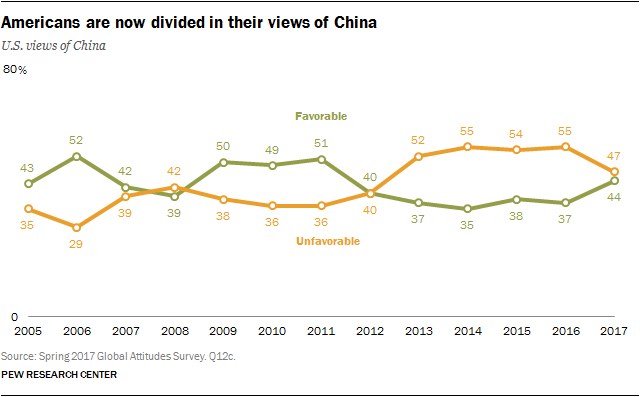 Americans are now divided in their views of China
U.S. views of China
80%
Favorable
52 55 54 55
43 52 42 42 50 49 51 40 47
35 29 39 39 38 36 36 40 37 35 38 37 44
Unfavorable
0
2005 2006 2007 2008 2009 2010 2011 2012 2013 2014 2015 2016 2017
Source: Spring 2017 Global Attitudes Survey. Q12c.
PEW RESEARCH CENTER